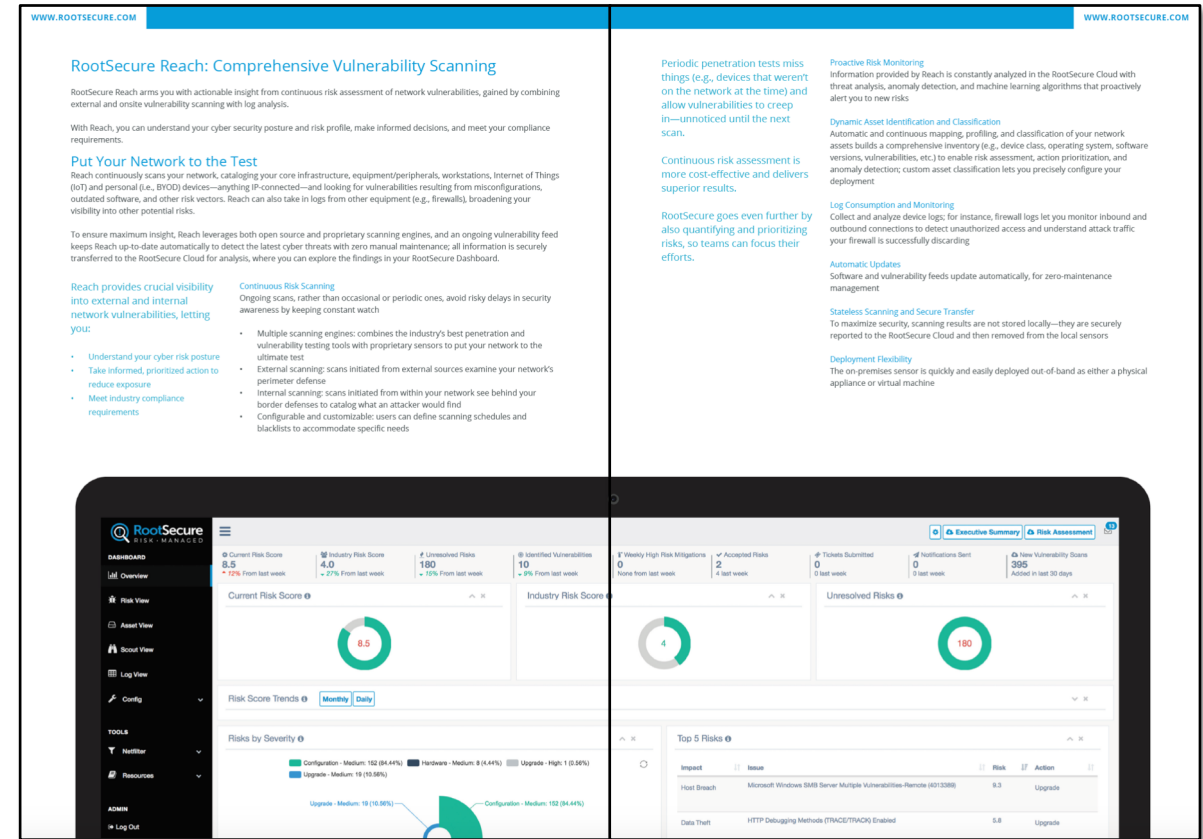 WWW.ROOTSECURE.COM
WWW.ROOTSECURE.COM
RootSecure Reach: Comprehensive Vulnerability Scanning
RootSecure Reach arms you with actionable insight from continuous risk assessment of network vulnerabilities, gained by combining
external and onsite vulnerability scanning with log analysis.
With Reach, you can understand your cyber security posture and risk profile, make informed decisions, and meet your compliance
requirements.
Put Your Network to the Test
Reach continuously scans your network, cataloging your core infrastructure, equipment/peripherals, workstations, Internet of Things
(IoT) and personal (i.e., BYOD) devices—anything IP-connected—and looking for vulnerabilities resulting from misconfigurations,
outdated software, and other risk vectors. Reach can also take in logs from other equipment (e.g., firewalls), broadening your
visibility into other potential risks.
To ensure maximum insight, Reach leverages both open source and proprietary scanning engines, and an ongoing vulnerability feed
keeps Reach up-to-date automatically to detect the latest cyber threats with zero manual maintenance; all information is securely
transferred to the RootSecure Cloud for analysis, where you can explore the findings in your RootSecure Dashboard.
Reach provides crucial visibility
into external and internal
network vulnerabilities, letting
you:
• Understand your cyber risk posture
• Take informed, prioritized action to
reduce exposure
• Meet industry compliance
requirements
Continuous Risk Scanning
Ongoing scans, rather than occasional or periodic ones, avoid risky delays in security
awareness by keeping constant watch
• Multiple scanning engines: combines the industry's best penetration and
vulnerability testing tools with proprietary sensors to put your network to the
ultimate test
• External scanning: scans initiated from external sources examine your network's
perimeter defense
• Internal scanning: scans initiated from within your network see behind your
border defenses to catalog what an attacker would find
• Configurable and customizable: users can define scanning schedules and
blacklists to accommodate specific needs
Periodic penetration tests miss
things (e.g., devices that weren't
on the network at the time) and
allow vulnerabilities to creep
in—unnoticed until the next
scan.
Continuous risk assessment is
more cost-effective and delivers
superior results.
RootSecure goes even further by
also quantifying and prioritizing
risks, so teams can focus their
efforts.
Proactive Risk Monitoring
Information provided by Reach is constantly analyzed in the RootSecure Cloud with
threat analysis, anomaly detection, and machine learning algorithms that proactively
alert you to new risks
Dynamic Asset Identification and Classification
Automatic and continuous mapping, profiling, and classification of your network
assets builds a comprehensive inventory (e.g., device class, operating system, software
versions, vulnerabilities, etc.) to enable risk assessment, action prioritization, and
anomaly detection; custom asset classification lets you precisely configure your
deployment
Log Consumption and Monitoring
Collect and analyze device logs; for instance, firewall logs let you monitor inbound and
outbound connections to detect unauthorized access and understand attack traffic
your firewall is successfully discarding
Automatic Updates
Software and vulnerability feeds update automatically, for zero-maintenance
management
Stateless Scanning and Secure Transfer
To maximize security, scanning results are not stored locally—they are securely
reported to the RootSecure Cloud and then removed from the local sensors
Deployment Flexibility
The on-premises sensor is quickly and easily deployed out-of-band as either a physical
appliance or virtual machine
RootSecure
RISK · MANAGED
DASHBOARD
Overview
Risk View
Asset View
Scout View
Log View
Config
TOOLS
Netfilter
Resources
ADMIN
Log Out
Executive Summary
Risk Assessment
13
Current Risk Score
8.5
12% From last week
Industry Risk Score
4.0
27% From last week
Unresolved Risks
180
15% From last week
Identified Vulnerabilities
10
9% From last week
Weekly High Risk Mitigations
0
None from last week
Accepted Risks
2
4 last week
Tickets Submitted
0
0 last week
Notifications Sent
0
0 last week
New Vulnerability Scans
395
Added in last 30 days
Current Risk Score
8.5
Industry Risk Score
4
Unresolved Risks
180
Risk Score Trends
Monthly
Daily
Risks by Severity
Configuration - Medium: 152 (84.44%)
Hardware - Medium: 8 (4.44%)
Upgrade - High: 1 (0.56%)
Upgrade - Medium: 19 (10.56%)
Upgrade - Medium: 19 (10.56%)
Configuration - Medium: 152 (84.44%)
Top 5 Risks
Impact Issue Risk Action
Host Breach Microsoft Windows SMB Server Multiple Vulnerabilities-Remote (4013389) 9.3 Upgrade
Data Theft HTTP Debugging Methods (TRACE/TRACK) Enabled 5.8 Upgrade